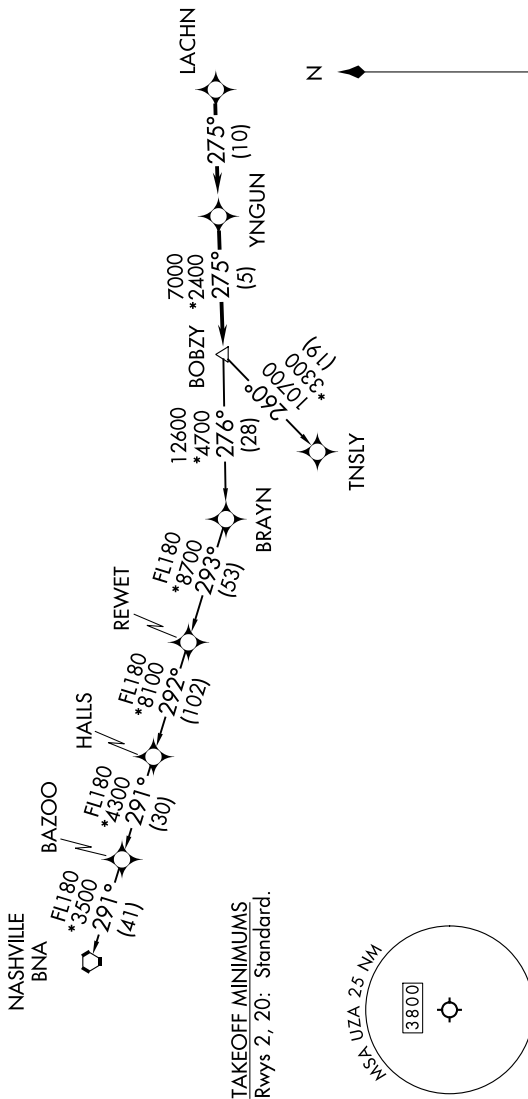 NASHVILLE
BNA
FL180
*3500
291°
(41)
BAZOO
FL180
*4300
291°
(30)
HALLS
FL180
*8100
292°
(102)
REWET
FL180
*8700
293°
(53)
BRAYN
12600
*4700
276°
(28)
BOBZY
260°
10700
*3300
(19)
TNSLY
7000
*2400
275°
(5)
YNGUN
275°
(10)
LACHN
N
TAKEOFF MINIMUMS
Rwys 2, 20: Standard.
MSA UZA 25 NM
3800